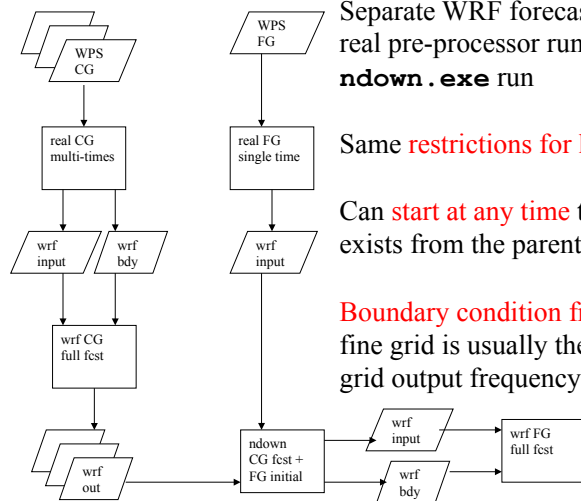 WPS
CG
WPS
FG
Separate WRF
real pre-processor run
ndown.exe run
real CG
multi-times
real FG
single time
Same restrictions for
Can start at any time
exists from the parent
wrf
input
wrf
bdy
wrf
input
Boundary condition
fine grid is usually the
grid output frequency
wrf CG
full fcst
wrf
out
ndown
CG fcst +
FG initial
wrf
input
wrf
bdy
wrf FG
full fcst